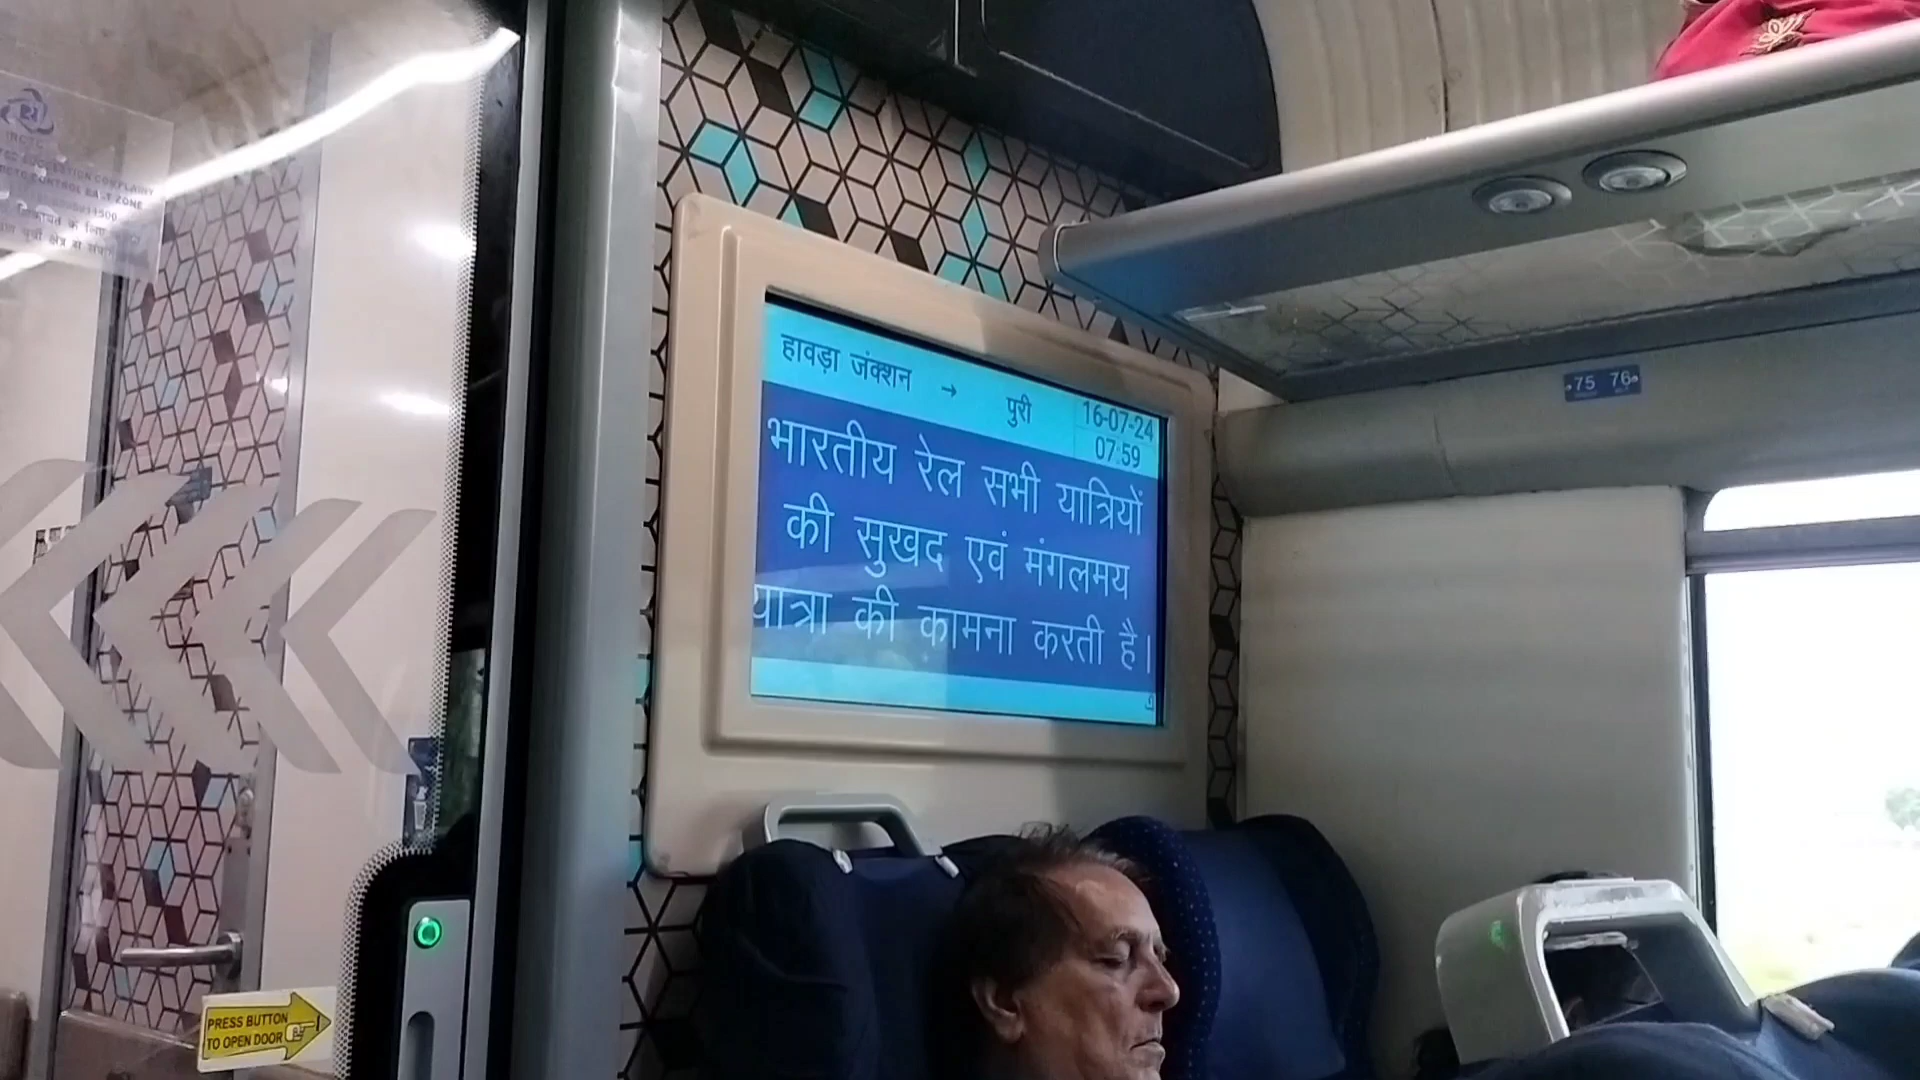 IRCTC
हावड़ा जंक्शन → पुरी
16-07-24
07:59
भारतीय रेल सभी यात्रियों
की सुखद एवं मंगलमय
यात्रा की कामना करती है।
75 76
PRESS BUTTON
TO OPEN DOOR